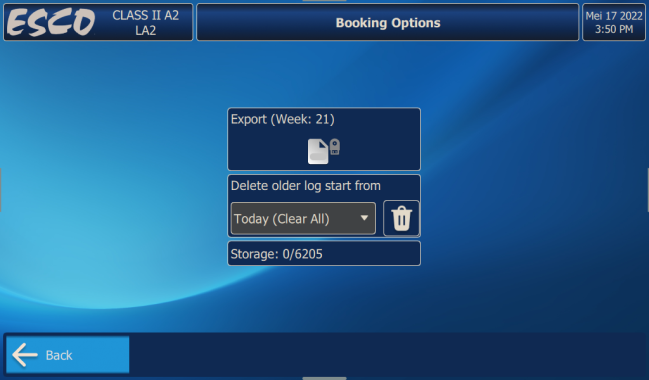 ESCO
CLASS II A2
LA2
Booking Options
Mei 17 2022
3:50 PM
Export (Week: 21)
Delete older log start from
Today (Clear All)
Storage: 0/6205
Back